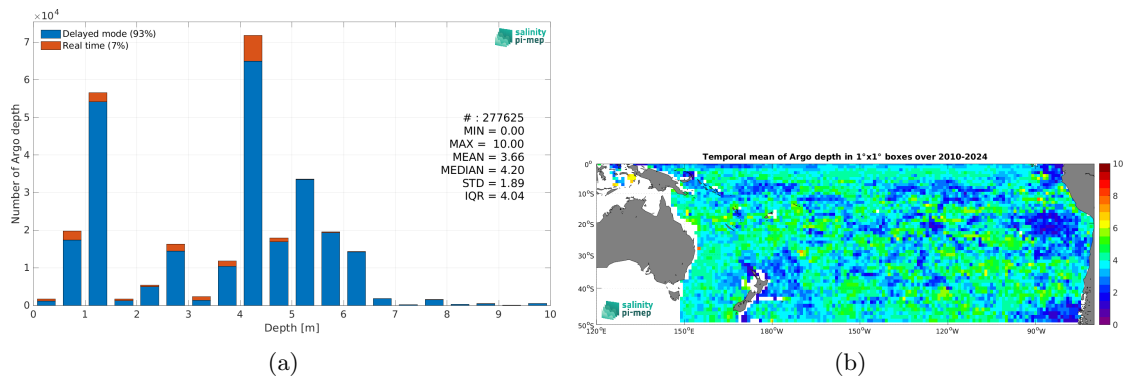 ×10⁴
Delayed mode (93%)
Real time (7%)
salinity
pi-mep
# : 277625
MIN = 0.00
MAX = 10.00
MEAN = 3.66
MEDIAN = 4.20
STD = 1.89
IQR = 4.04
Number of Argo depth
7
6
5
4
3
2
1
0
0 1 2 3 4 5 6 7 8 9 10
Depth [m]
(a)
Temporal mean of Argo depth in 1°x1° boxes over 2010-2024
0°
10°S
20°S
30°S
40°S
50°S
120°E 150°E 180°W 150°W 120°W 90°W
salinity
pi-mep
10
8
6
4
2
0
(b)